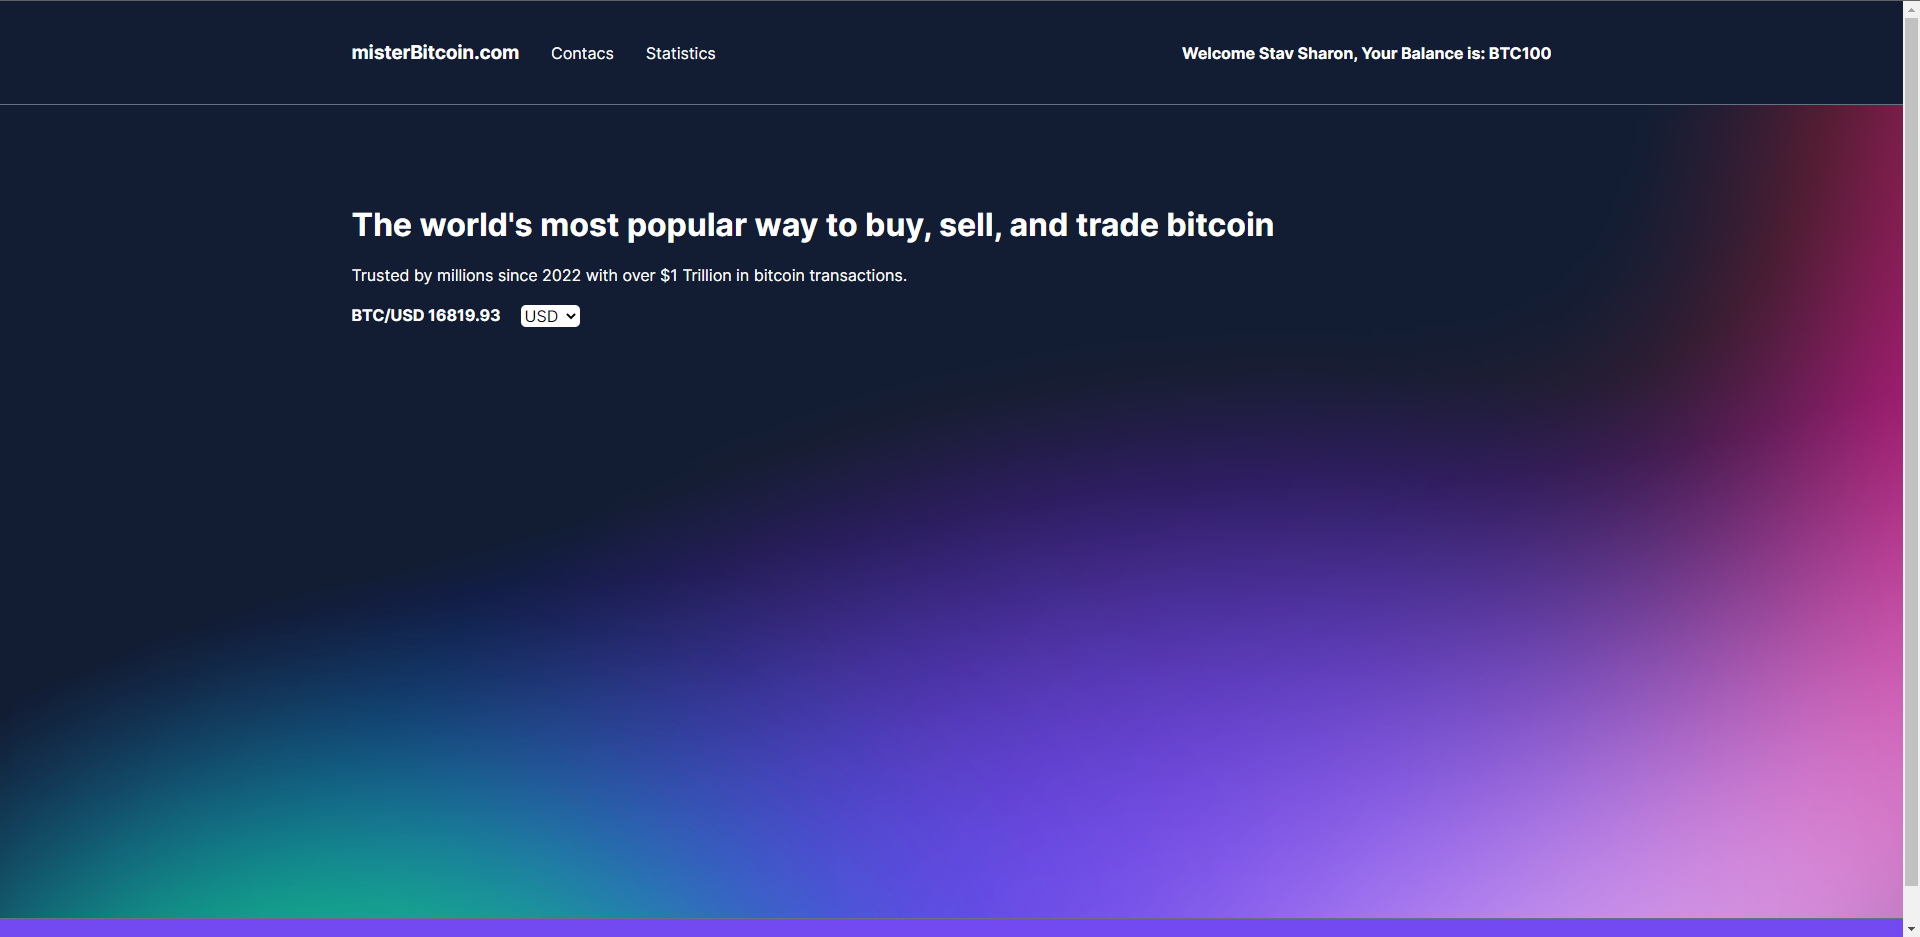 misterBitcoin.com Contacs Statistics Welcome Stav Sharon, Your Balance is: BTC100
The world's most popular way to buy, sell, and trade bitcoin
Trusted by millions since 2022 with over $1 Trillion in bitcoin transactions.
BTC/USD 16819.93 USD